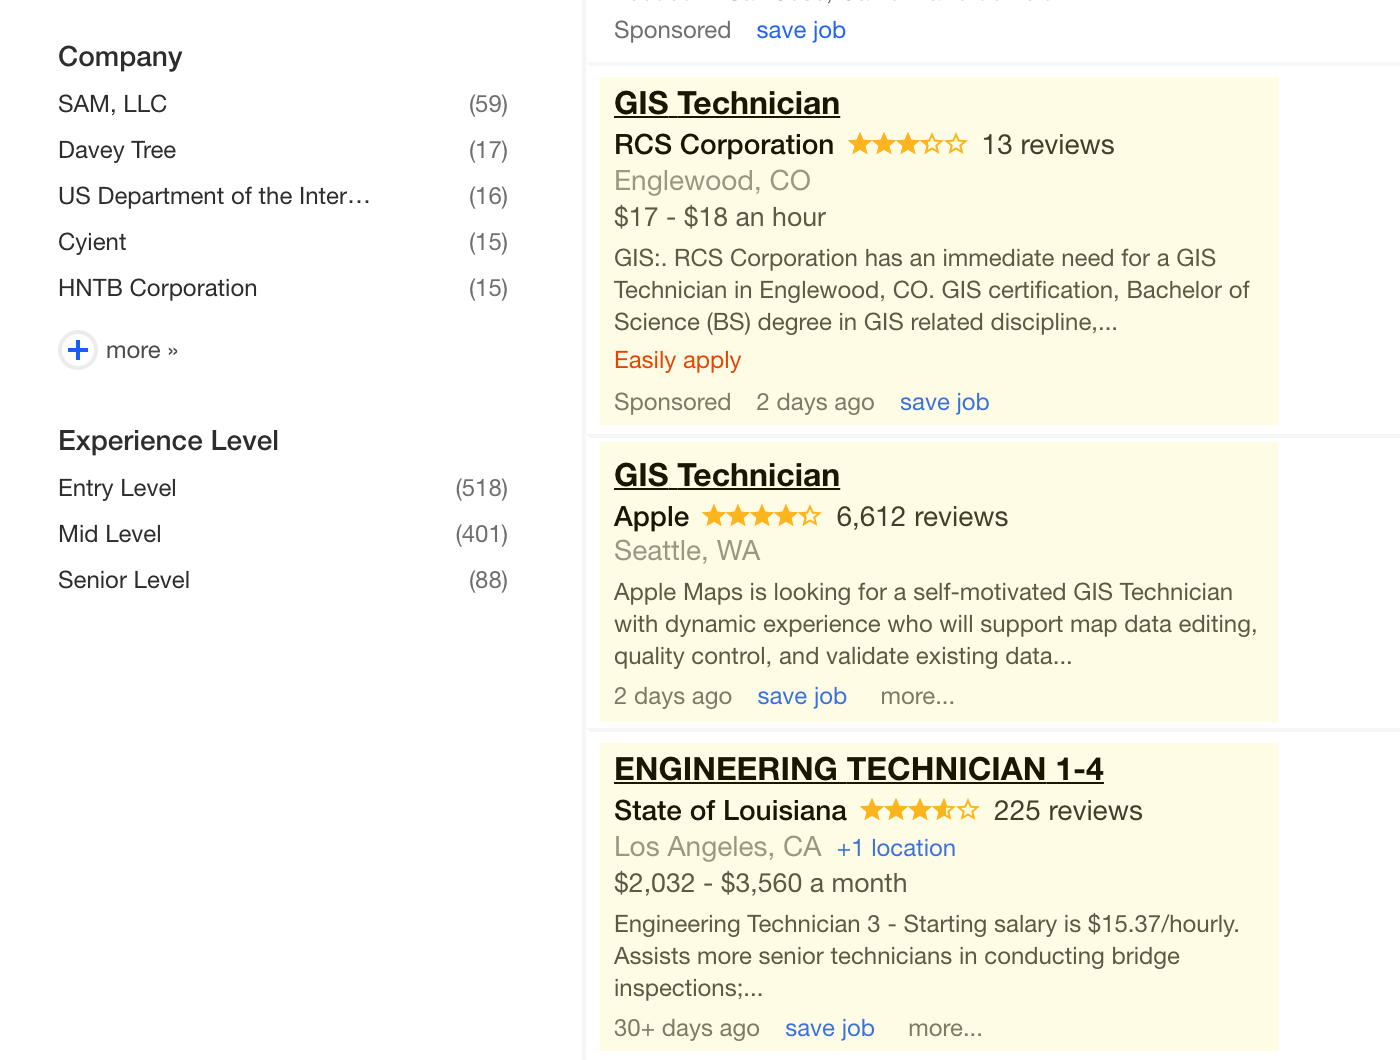 Company
SAM, LLC (59)
Davey Tree (17)
US Department of the Inter... (16)
Cyient (15)
HNTB Corporation (15)
+ more »
Experience Level
Entry Level (518)
Mid Level (401)
Senior Level (88)
Sponsored save job
GIS Technician
RCS Corporation 13 reviews
Englewood, CO
$17 - $18 an hour
GIS:. RCS Corporation has an immediate need for a GIS
Technician in Englewood, CO. GIS certification, Bachelor of
Science (BS) degree in GIS related discipline,...
Easily apply
Sponsored 2 days ago save job
GIS Technician
Apple 6,612 reviews
Seattle, WA
Apple Maps is looking for a self-motivated GIS Technician
with dynamic experience who will support map data editing,
quality control, and validate existing data...
2 days ago save job more...
ENGINEERING TECHNICIAN 1-4
State of Louisiana 225 reviews
Los Angeles, CA +1 location
$2,032 - $3,560 a month
Engineering Technician 3 - Starting salary is $15.37/hourly.
Assists more senior technicians in conducting bridge
inspections;...
30+ days ago save job more...